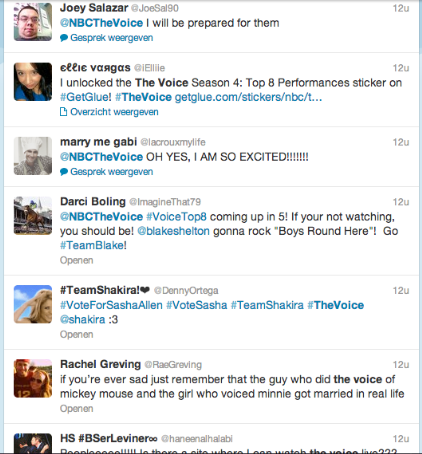 Joey Salazar @JoeSal90 12u
@NBCTheVoice I will be prepared for them
Gesprek weergeven
εℓℓιє vαяgαs @iElliie 12u
I unlocked the The Voice Season 4: Top 8 Performances sticker on
#GetGlue! #TheVoice getglue.com/stickers/nbc/t…
Overzicht weergeven
marry me gabi @lacrouxmylife 12u
@NBCTheVoice OH YES, I AM SO EXCITED!!!!!!!
Gesprek weergeven
Darci Boling @ImagineThat79 12u
@NBCTheVoice #VoiceTop8 coming up in 5! If your not watching,
you should be! @blakeshelton gonna rock "Boys Round Here"! Go
#TeamBlake!
Openen
#TeamShakira!❤ @DennyOrtega 12u
#VoteForSashaAllen #VoteSasha #TeamShakira #TheVoice
@shakira :3
Openen
Rachel Greving @RaeGreving 12u
if you're ever sad just remember that the guy who did the voice of
mickey mouse and the girl who voiced minnie got married in real life
Openen
HS #BSerLeviner∞ @haneenalhalabi 12u
Is there a site where I can watch the voice live???